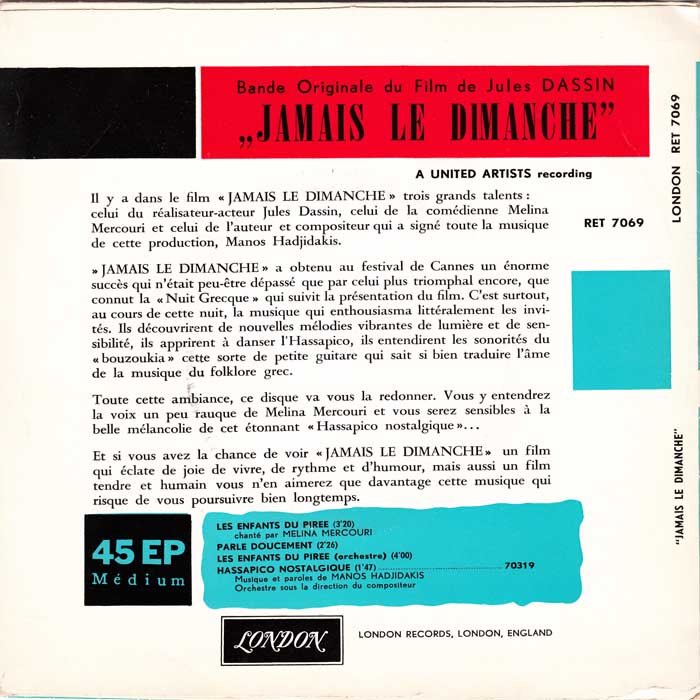 Bande Originale du Film de Jules DASSIN
„JAMAIS LE DIMANCHE”
A UNITED ARTISTS recording
Il y a dans le film « JAMAIS LE DIMANCHE » trois grands talents :
celui du réalisateur-acteur Jules Dassin, celui de la comédienne Melina
Mercouri et celui de l'auteur et compositeur qui a signé toute la musique
de cette production, Manos Hadjidakis.
» JAMAIS LE DIMANCHE » a obtenu au festival de Cannes un énorme
succès qui n'était peu-être dépassé que par celui plus triomphal encore, que
connut la « Nuit Grecque » qui suivit la présentation du film. C'est surtout,
au cours de cette nuit, la musique qui enthousiasma littéralement les invi-
tés. Ils découvrirent de nouvelles mélodies vibrantes de lumière et de sen-
sibilité, ils apprirent à danser l'Hassapico, ils entendirent les sonorités du
« bouzoukia » cette sorte de petite guitare qui sait si bien traduire l'âme
de la musique du folklore grec.
Toute cette ambiance, ce disque va vous la redonner. Vous y entendrez
la voix un peu rauque de Melina Mercouri et vous serez sensibles à la
belle mélancolie de cet étonnant « Hassapico nostalgique »...
Et si vous avez la chance de voir « JAMAIS LE DIMANCHE » un film
qui éclate de joie de vivre, de rythme et d'humour, mais aussi un film
tendre et humain vous n'en aimerez que davantage cette musique qui
risque de vous poursuivre bien longtemps.
RET 7069
LONDON RET 7069
"JAMAIS LE DIMANCHE"
45 EP
Médium
LES ENFANTS DU PIREE (3'20)
chanté par MELINA MERCOURI
PARLE DOUCEMENT (2'26)
LES ENFANTS DU PIREE (orchestre) (4'00)
HASSAPICO NOSTALGIQUE (1'47) ........ 70319
Musique et paroles de MANOS HADJIDAKIS
Orchestre sous la direction du compositeur
LONDON
LONDON RECORDS, LONDON, ENGLAND